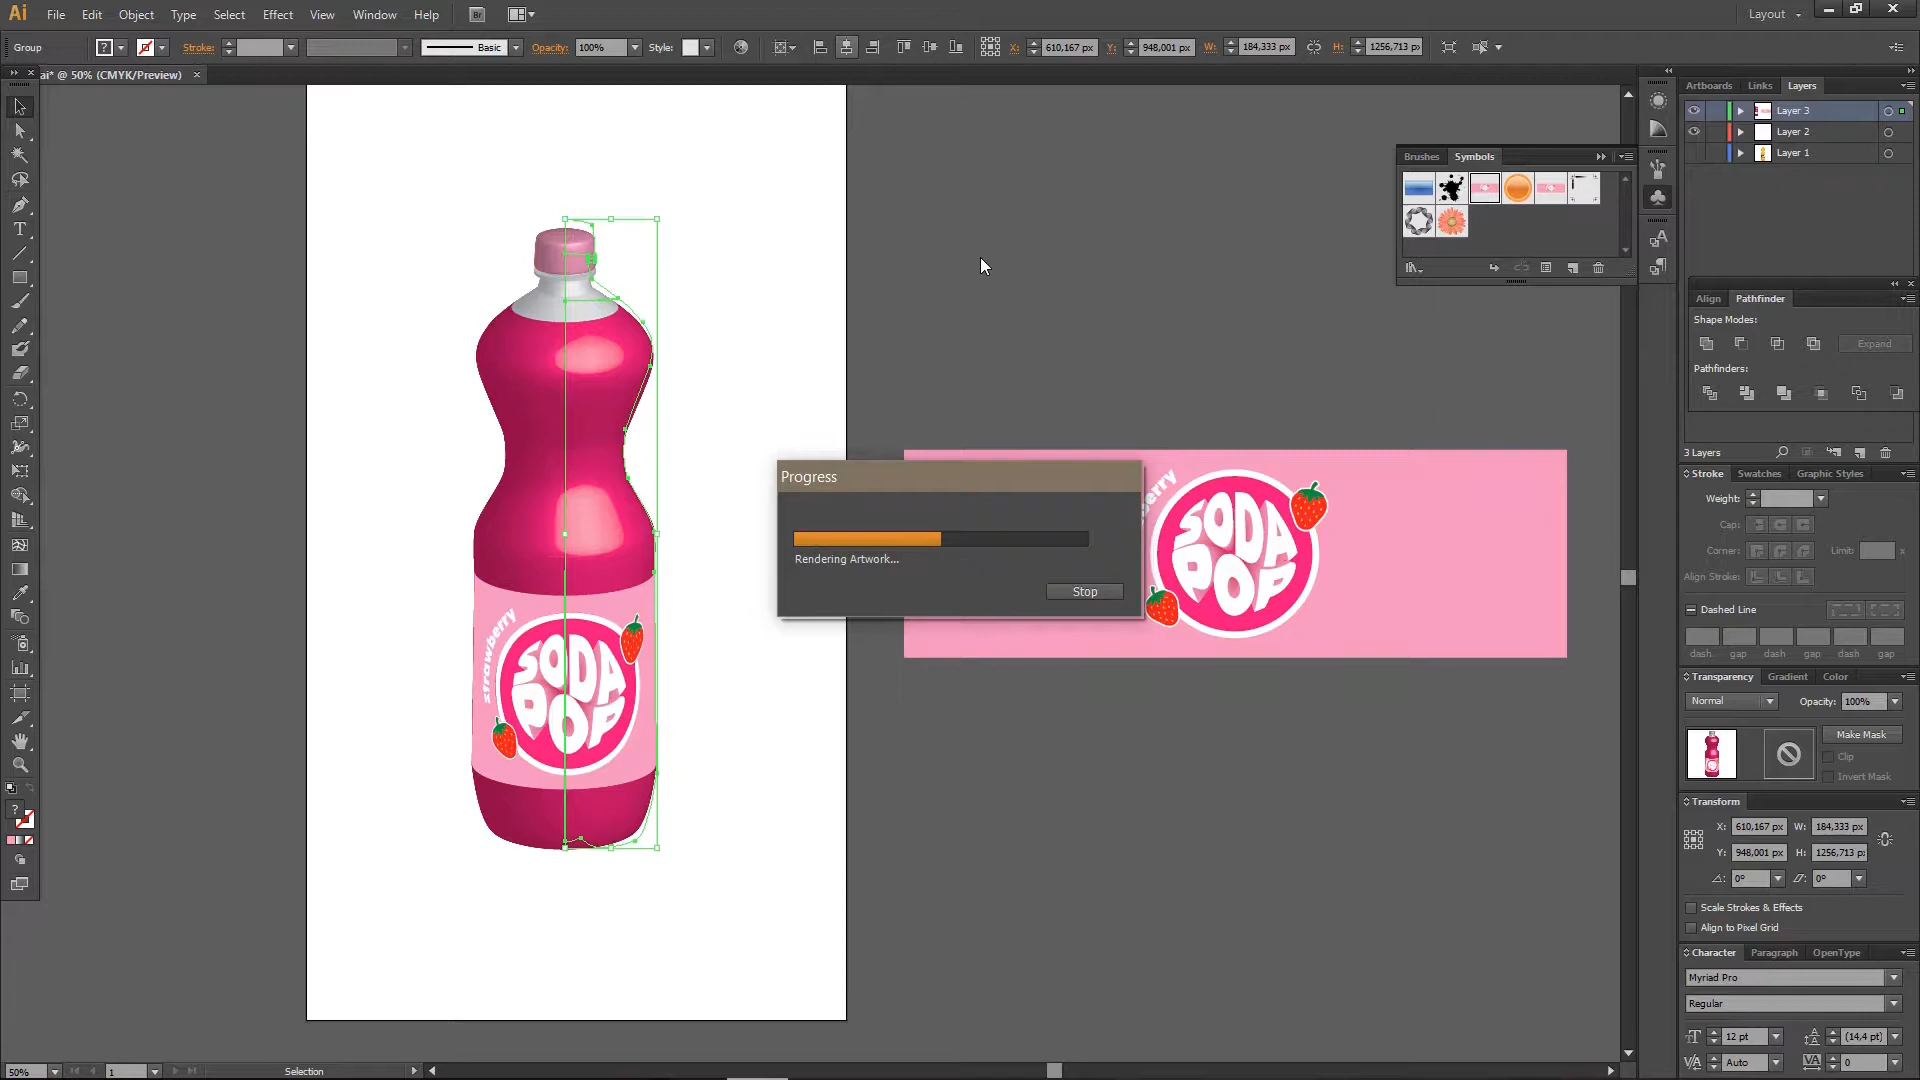 Ai File Edit Object Type Select Effect View Window Help Br Layout
Group ? Stroke: Basic Opacity: 100% Style: X: 610,167 px Y: 948,001 px W: 184,333 px H: 1256,713 px
ai* @ 50% (CMYK/Preview) ×
Artboards Links Layers
Layer 3
Layer 2
Layer 1
3 Layers
Brushes Symbols
Align Pathfinder
Shape Modes:
Expand
Pathfinders:
Progress
Rendering Artwork...
Stop
strawberry
SODA
POP
SODA
POP
Stroke Swatches Graphic Styles
Weight:
Cap:
Corner: Limit: x
Align Stroke:
Dashed Line
dash gap dash gap dash gap
Transparency Gradient Color
Normal Opacity: 100%
Make Mask
Clip
Invert Mask
Transform
X: 610,167 px W: 184,333 px
Y: 948,001 px H: 1256,713 p
0° 0°
Scale Strokes & Effects
Align to Pixel Grid
Character Paragraph OpenType
Myriad Pro
Regular
12 pt (14,4 pt)
Auto 0
50% 1 Selection